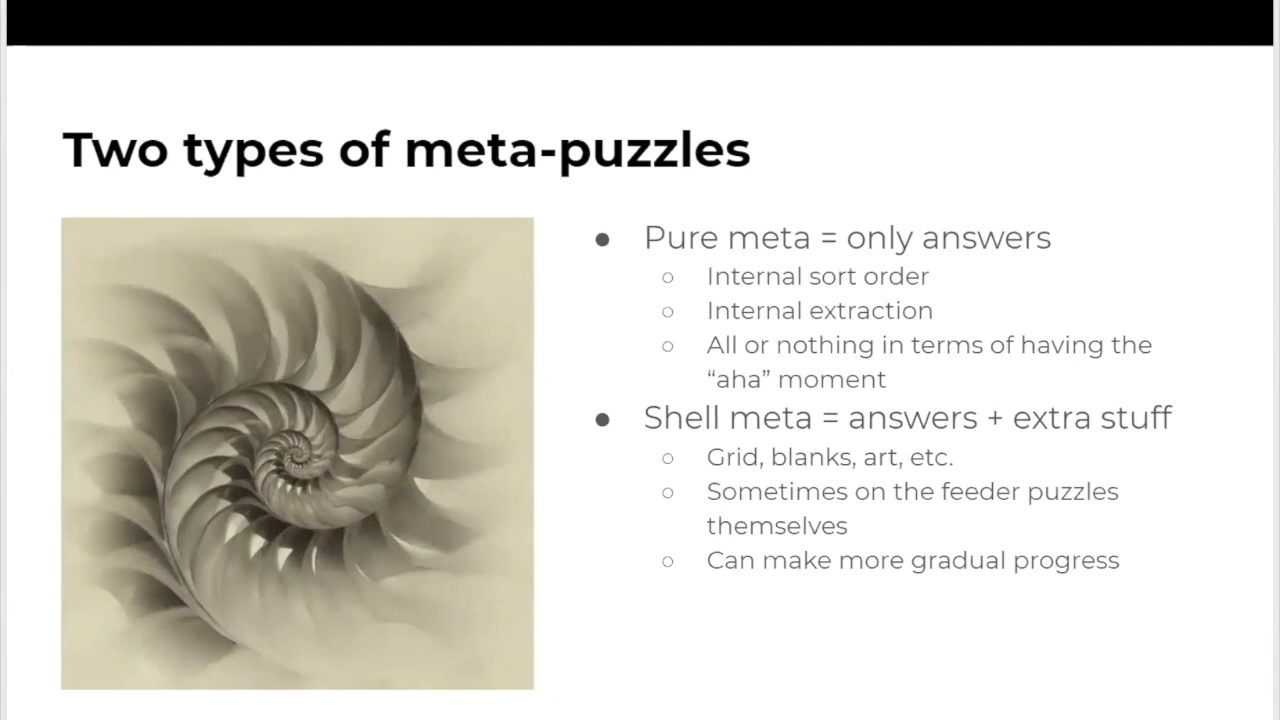 Two types of meta-puzzles
● Pure meta = only answers
○ Internal sort order
○ Internal extraction
○ All or nothing in terms of having the
“aha” moment
● Shell meta = answers + extra stuff
○ Grid, blanks, art, etc.
○ Sometimes on the feeder puzzles
themselves
○ Can make more gradual progress